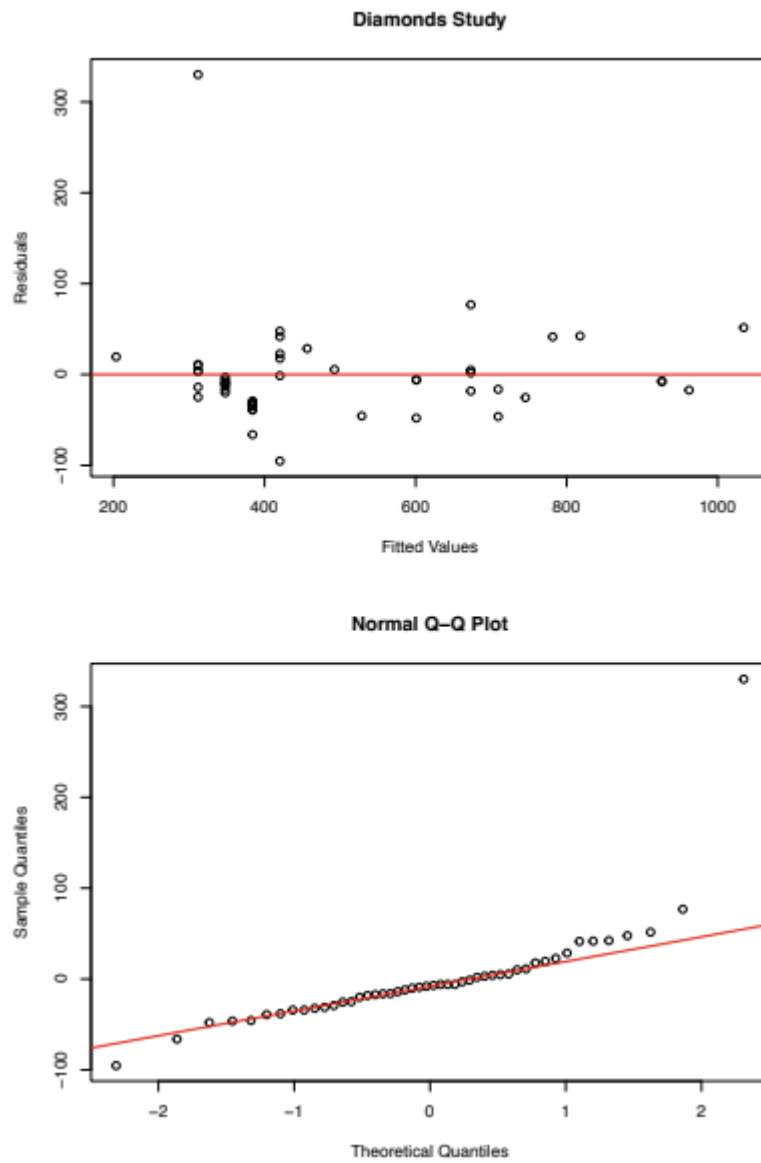 Diamonds Study
300
200
100
0
−100
Residuals
200 400 600 800 1000
Fitted Values
Normal Q−Q Plot
300
200
100
0
−100
Sample Quantiles
−2 −1 0 1 2
Theoretical Quantiles